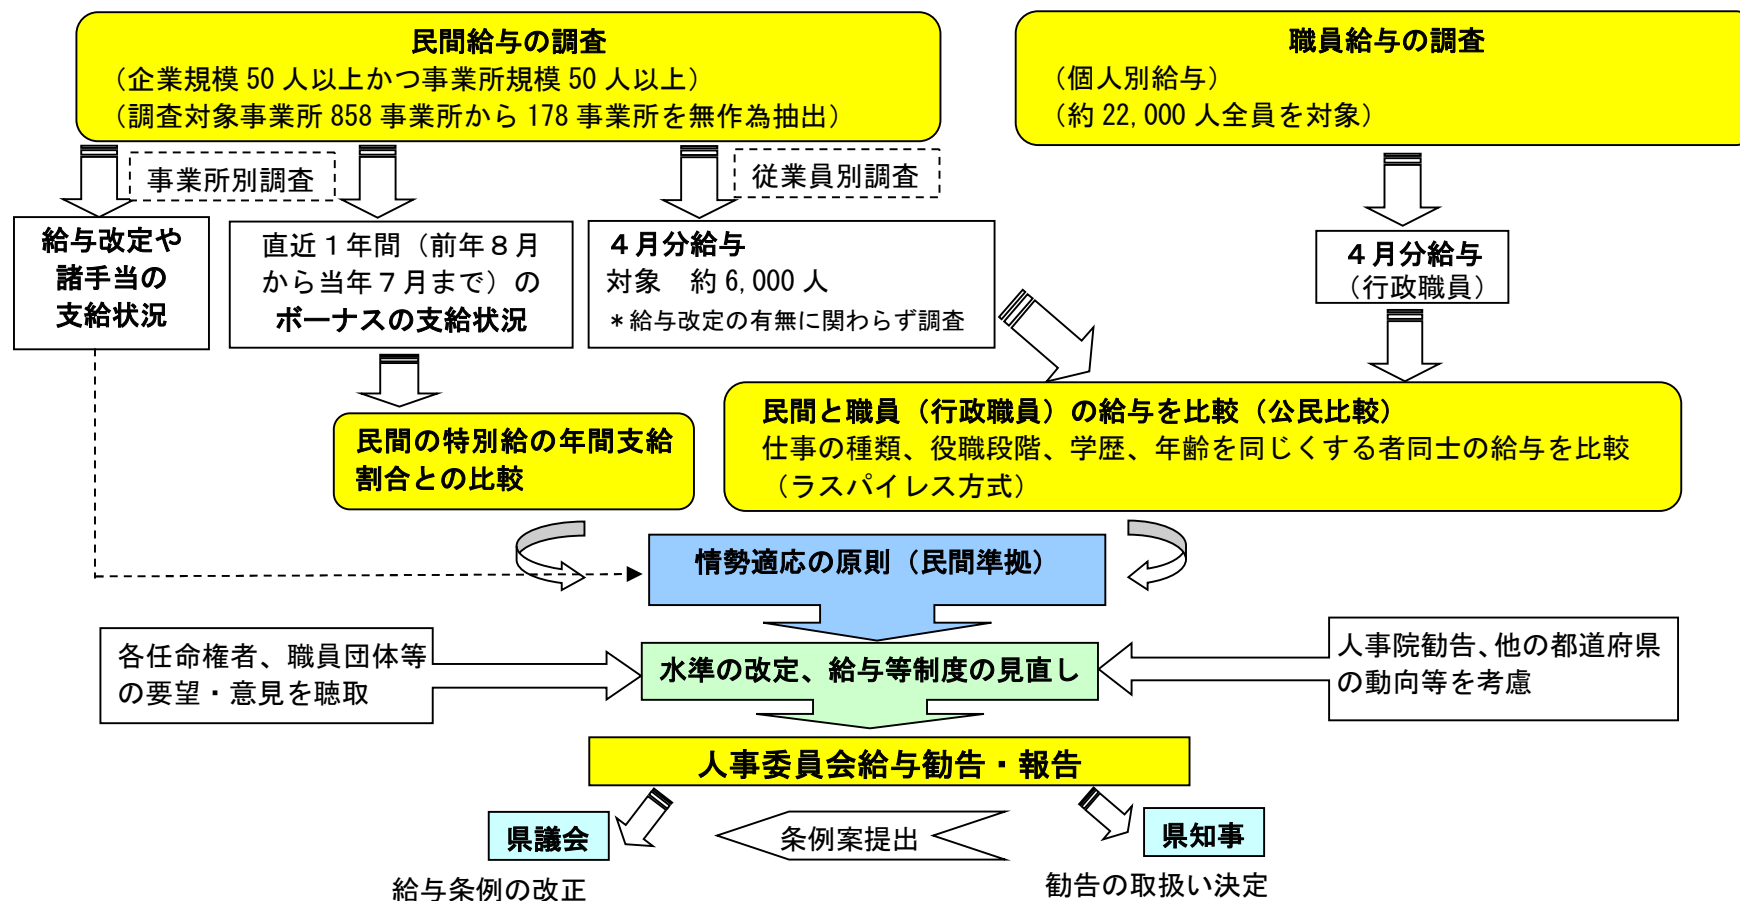 民間給与の調査
（企業規模 50 人以上かつ事業所規模 50 人以上）
（調査対象事業所 858 事業所から 178 事業所を無作為抽出）
職員給与の調査
（個人別給与）
（約 22,000 人全員を対象）
事業所別調査
従業員別調査
給与改定や
諸手当の
支給状況
直近１年間（前年８月
から当年７月まで）の
ボーナスの支給状況
４月分給与
対象　約 6,000 人
＊給与改定の有無に関わらず調査
４月分給与
（行政職員）
民間の特別給の年間支給
割合との比較
民間と職員（行政職員）の給与を比較（公民比較）
仕事の種類、役職段階、学歴、年齢を同じくする者同士の給与を比較
（ラスパイレス方式）
情勢適応の原則（民間準拠）
各任命権者、職員団体等
の要望・意見を聴取
水準の改定、給与等制度の見直し
人事院勧告、他の都道府県
の動向等を考慮
人事委員会給与勧告・報告
県議会
条例案提出
県知事
給与条例の改正
勧告の取扱い決定